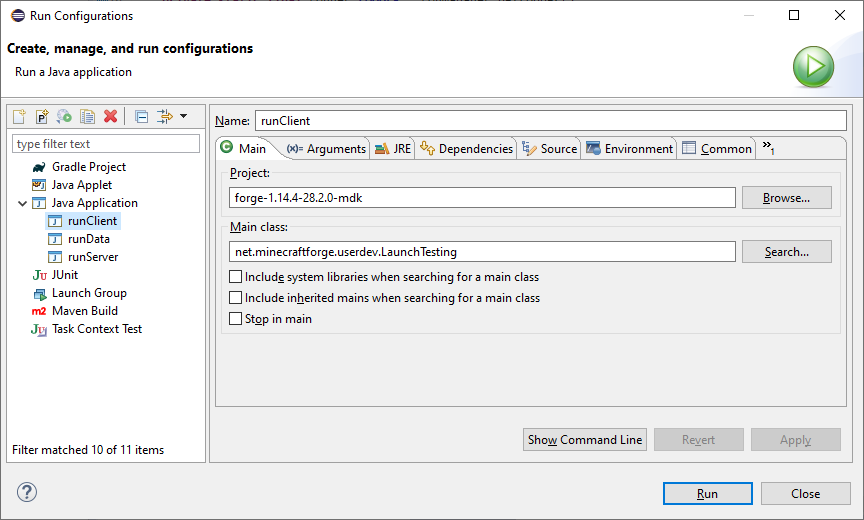 Run Configurations
Create, manage, and run configurations
Run a Java application
type filter text
Gradle Project
Java Applet
Java Application
runClient
runData
runServer
JUnit
Launch Group
Maven Build
Task Context Test
Filter matched 10 of 11 items
Name: runClient
Main Arguments JRE Dependencies Source Environment Common »1
Project:
forge-1.14.4-28.2.0-mdk Browse...
Main class:
net.minecraftforge.userdev.LaunchTesting Search...
Include system libraries when searching for a main class
Include inherited mains when searching for a main class
Stop in main
Show Command Line Revert Apply
Run Close